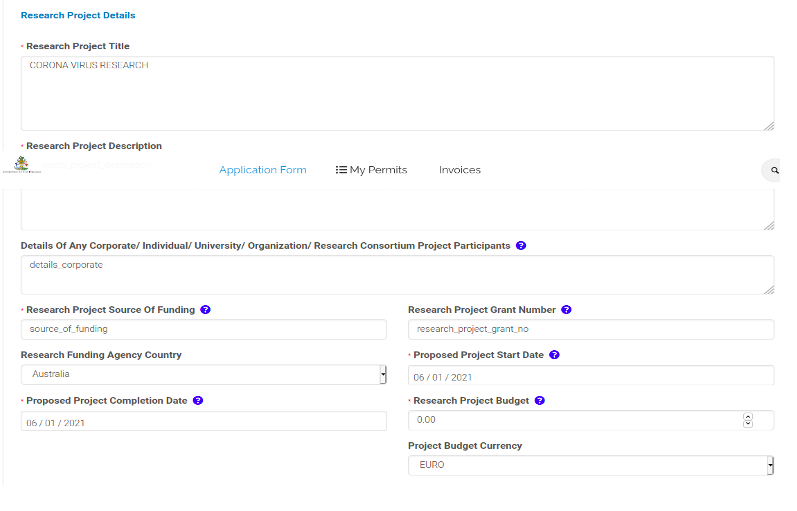 Research Project Details
* Research Project Title
CORONA VIRUS RESEARCH
* Research Project Description
Application Form My Permits Invoices
Details Of Any Corporate/ Individual/ University/ Organization/ Research Consortium Project Participants ?
details_corporate
* Research Project Source Of Funding ? Research Project Grant Number ?
source_of_funding research_project_grant_no
Research Funding Agency Country * Proposed Project Start Date ?
Australia 06 / 01 / 2021
* Proposed Project Completion Date ? * Research Project Budget ?
06 / 01 / 2021 0.00
Project Budget Currency
EURO